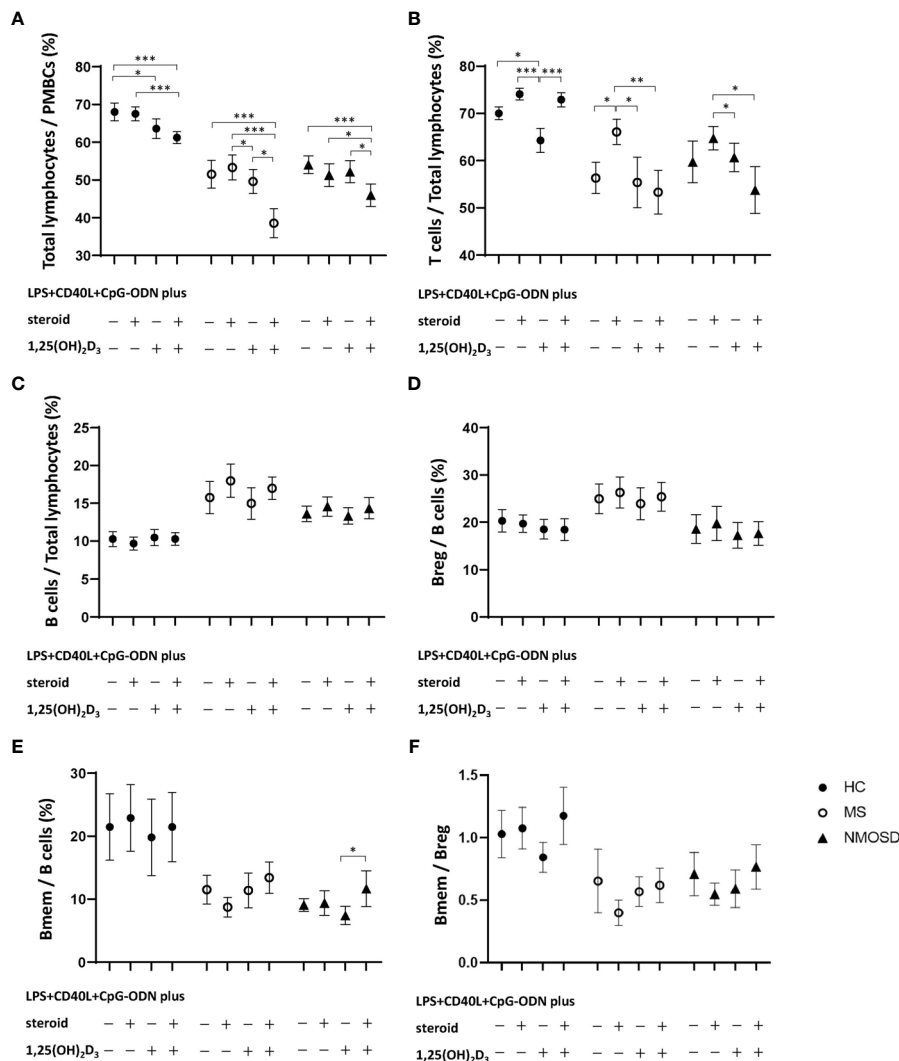 A
Total lymphocytes / PMBCs (%)
80
70
60
50
40
30
*** * *** *** *** * * *** * *
LPS+CD40L+CpG-ODN plus
steroid − + − + − + − + − + − +
1,25(OH)₂D₃ − − + + − − + + − − + +
B
T cells / Total lymphocytes (%)
80
70
60
50
40
* *** *** ** * * * *
LPS+CD40L+CpG-ODN plus
steroid − + − + − + − + − + − +
1,25(OH)₂D₃ − − + + − − + + − − + +
C
B cells / Total lymphocytes (%)
25
20
15
10
5
0
LPS+CD40L+CpG-ODN plus
steroid − + − + − + − + − + − +
1,25(OH)₂D₃ − − + + − − + + − − + +
D
Breg / B cells (%)
40
30
20
10
0
LPS+CD40L+CpG-ODN plus
steroid − + − + − + − + − + − +
1,25(OH)₂D₃ − − + + − − + + − − + +
E
Bmem / B cells (%)
30
20
10
0
*
LPS+CD40L+CpG-ODN plus
steroid − + − + − + − + − + − +
1,25(OH)₂D₃ − − + + − − + + − − + +
F
Bmem / Breg
1.5
1.0
0.5
0.0
LPS+CD40L+CpG-ODN plus
steroid − + − + − + − + − + − +
1,25(OH)₂D₃ − − + + − − + + − − + +
HC
MS
NMOSD